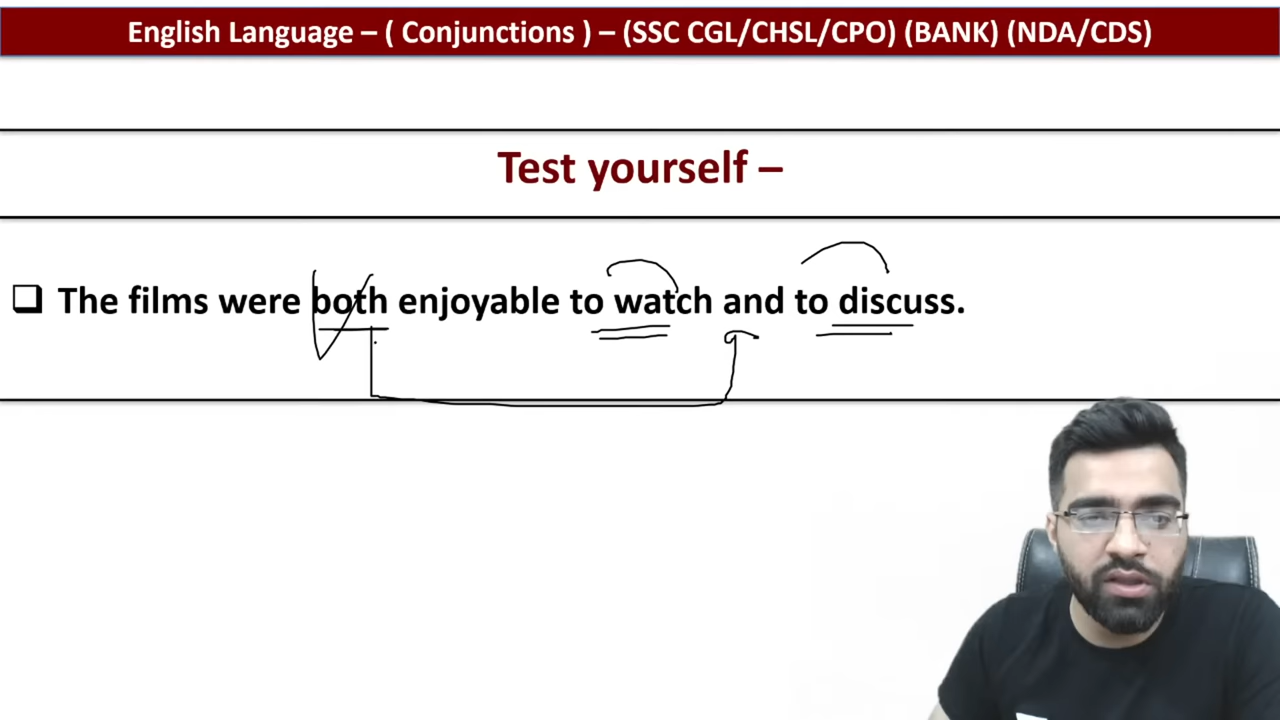 English Language – ( Conjunctions ) – (SSC CGL/CHSL/CPO) (BANK) (NDA/CDS)
Test yourself –
The films were both enjoyable to watch and to discuss.